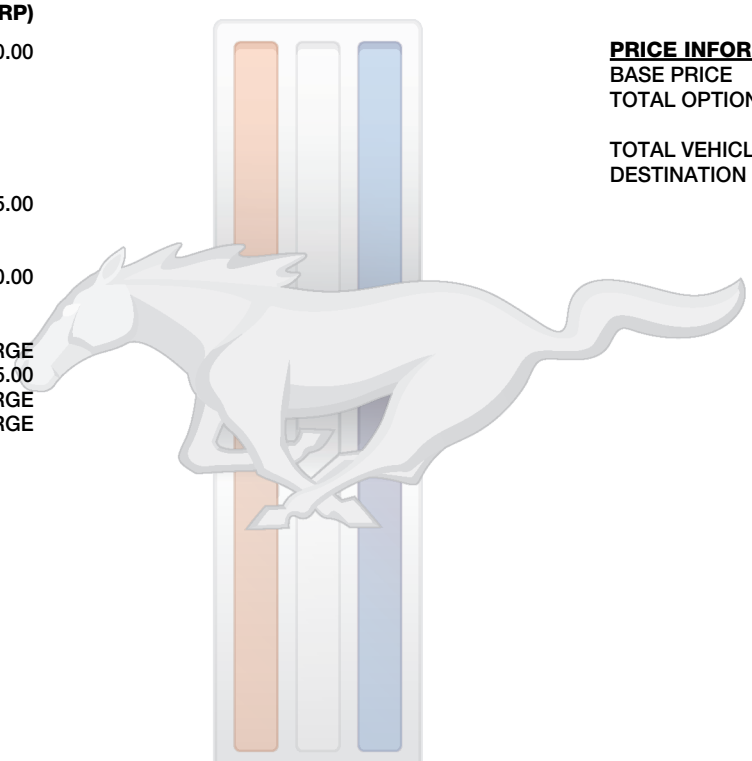 RP)
0.00
5.00
0.00
RGE
5.00
RGE
RGE
PRICE INFOR
BASE PRICE
TOTAL OPTION
TOTAL VEHICL
DESTINATION